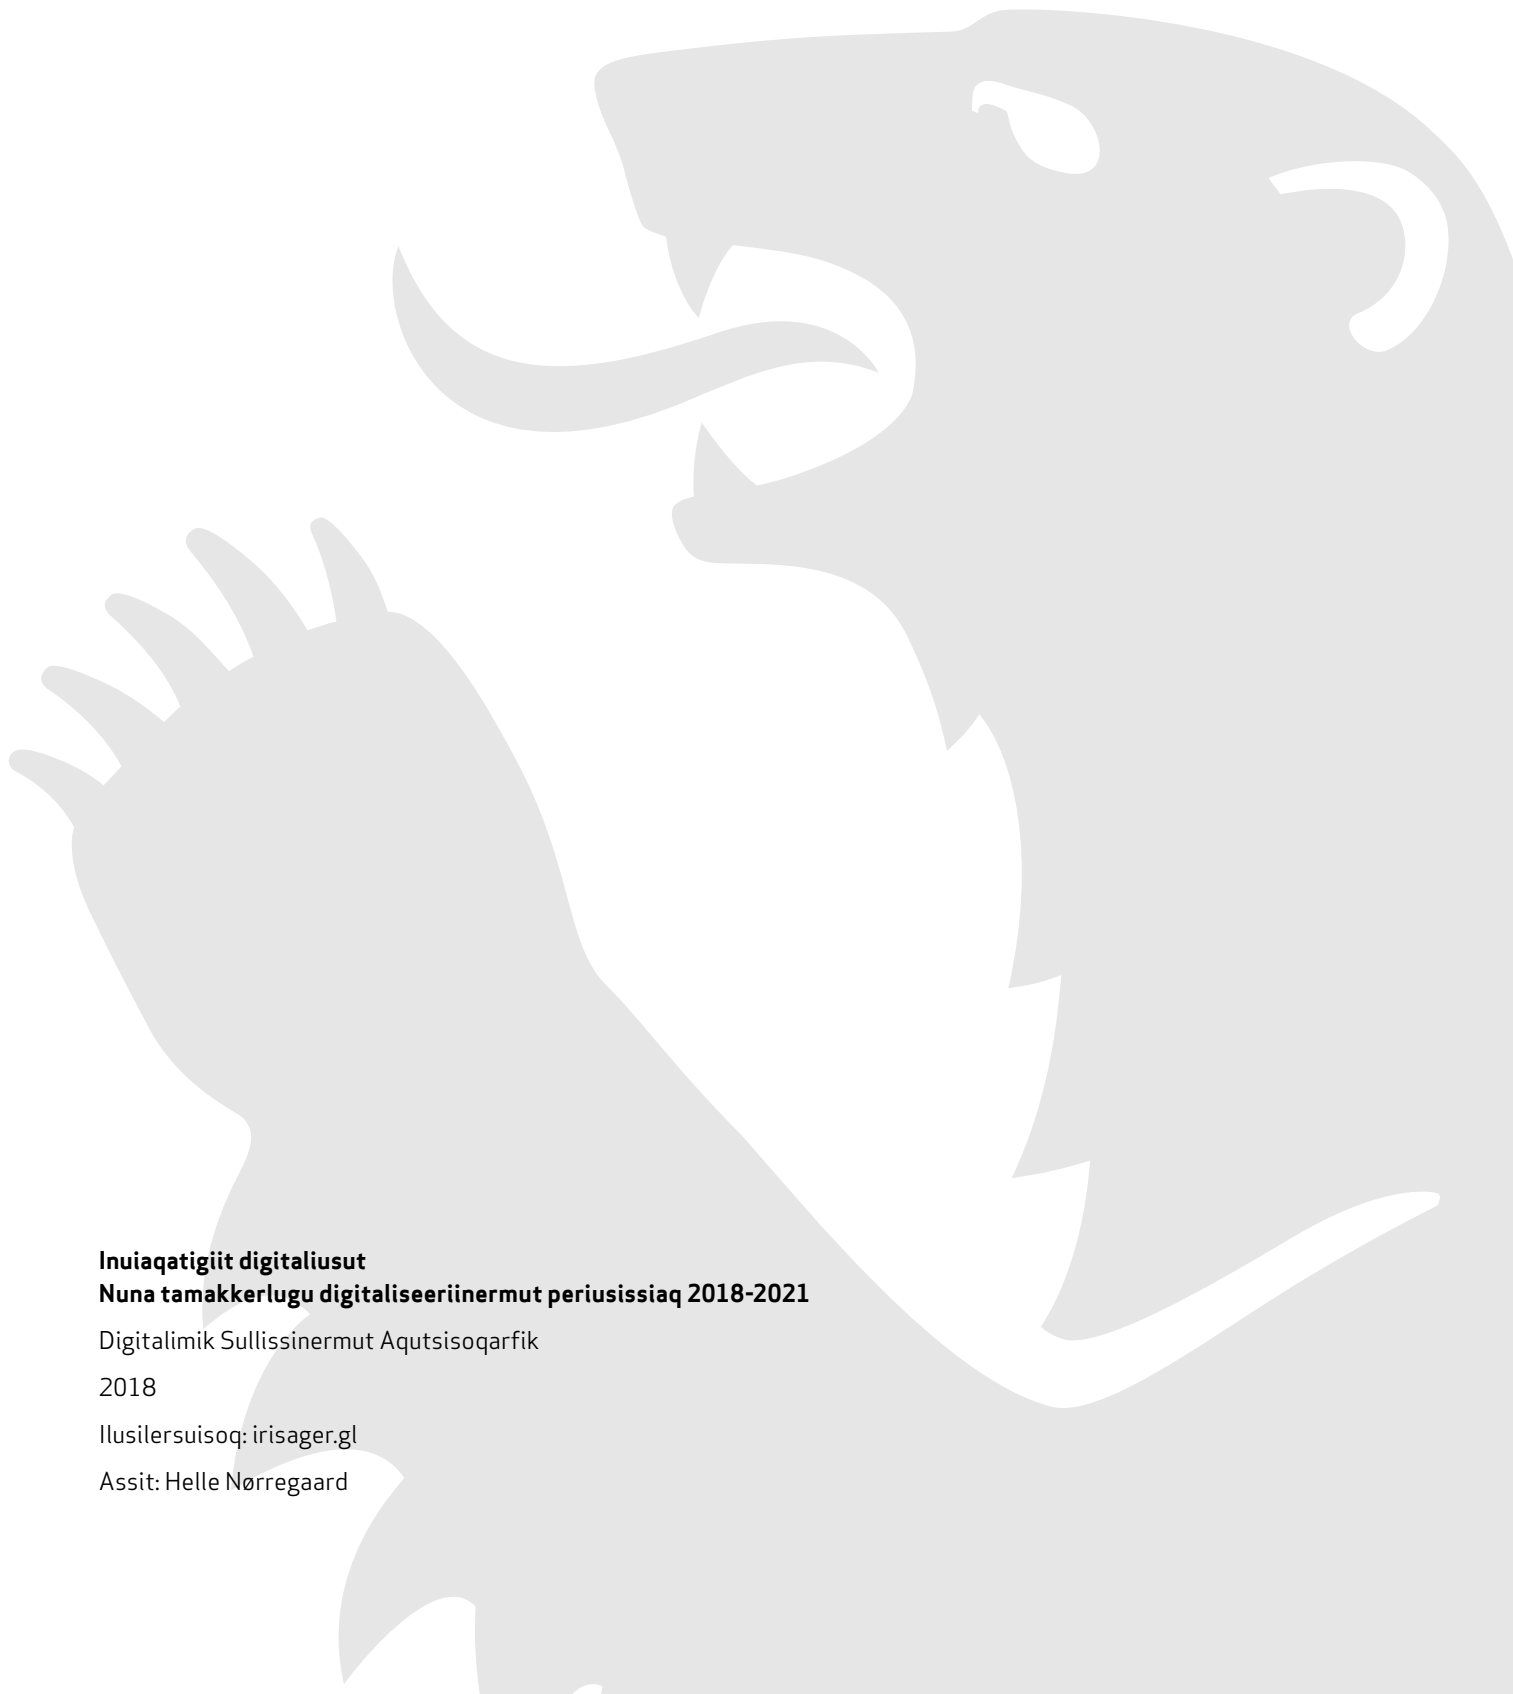 Inuiaqatigiit digitaliusut
Nuna tamakkerlugu digitaliseeriinermut periusissiaq 2018-2021
Digitalimik Sullissinermut Aqutsisoqarfik
2018
Ilusilersuisoq: irisager.gl
Assit: Helle Nørregaard